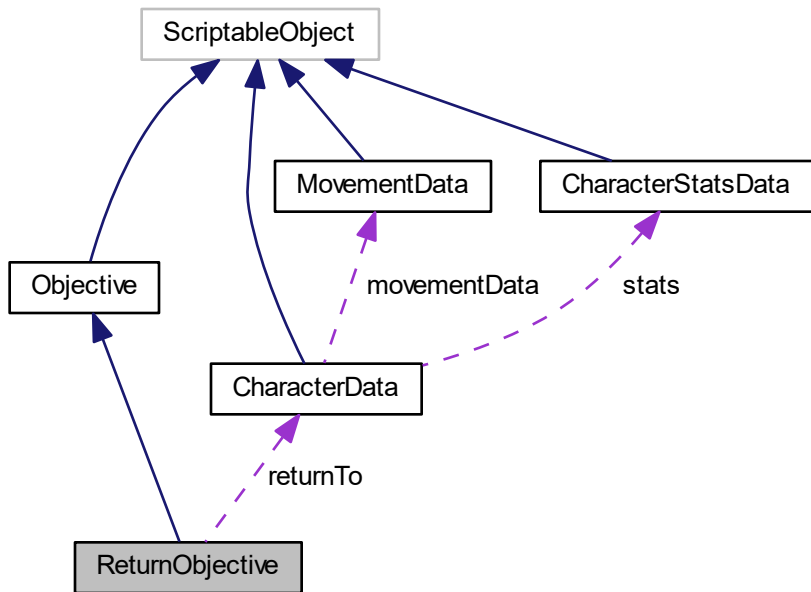 ScriptableObject
MovementData
CharacterStatsData
Objective
movementData
stats
CharacterData
returnTo
ReturnObjective